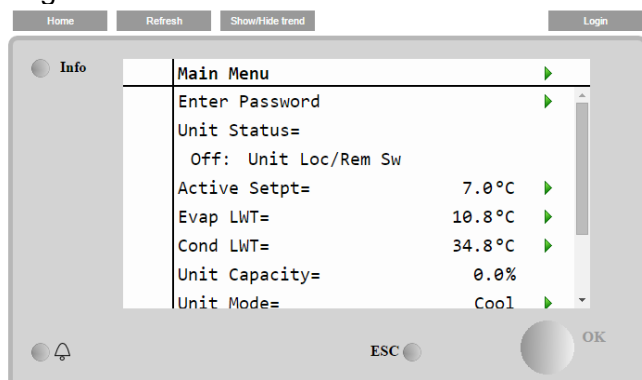 Home Refresh Show/Hide trend Login
Info
Main Menu
Enter Password
Unit Status=
Off: Unit Loc/Rem Sw
Active Setpt= 7.0°C
Evap LWT= 10.8°C
Cond LWT= 34.8°C
Unit Capacity= 0.0%
Unit Mode= Cool
ESC OK